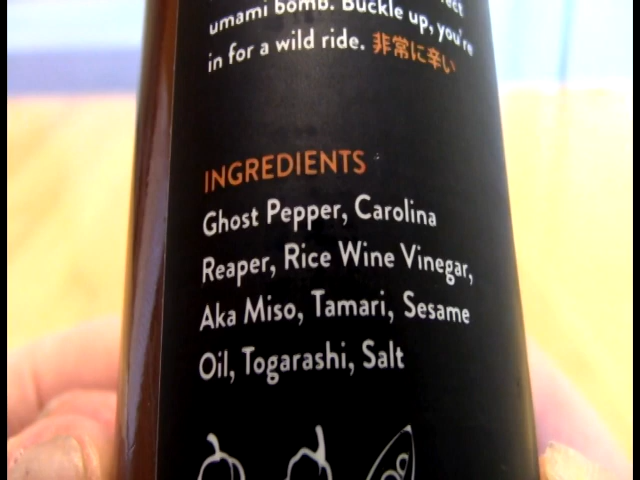 umami bomb. Buckle up, you're
in for a wild ride. 非常に辛い
INGREDIENTS
Ghost Pepper, Carolina
Reaper, Rice Wine Vinegar,
Aka Miso, Tamari, Sesame
Oil, Togarashi, Salt